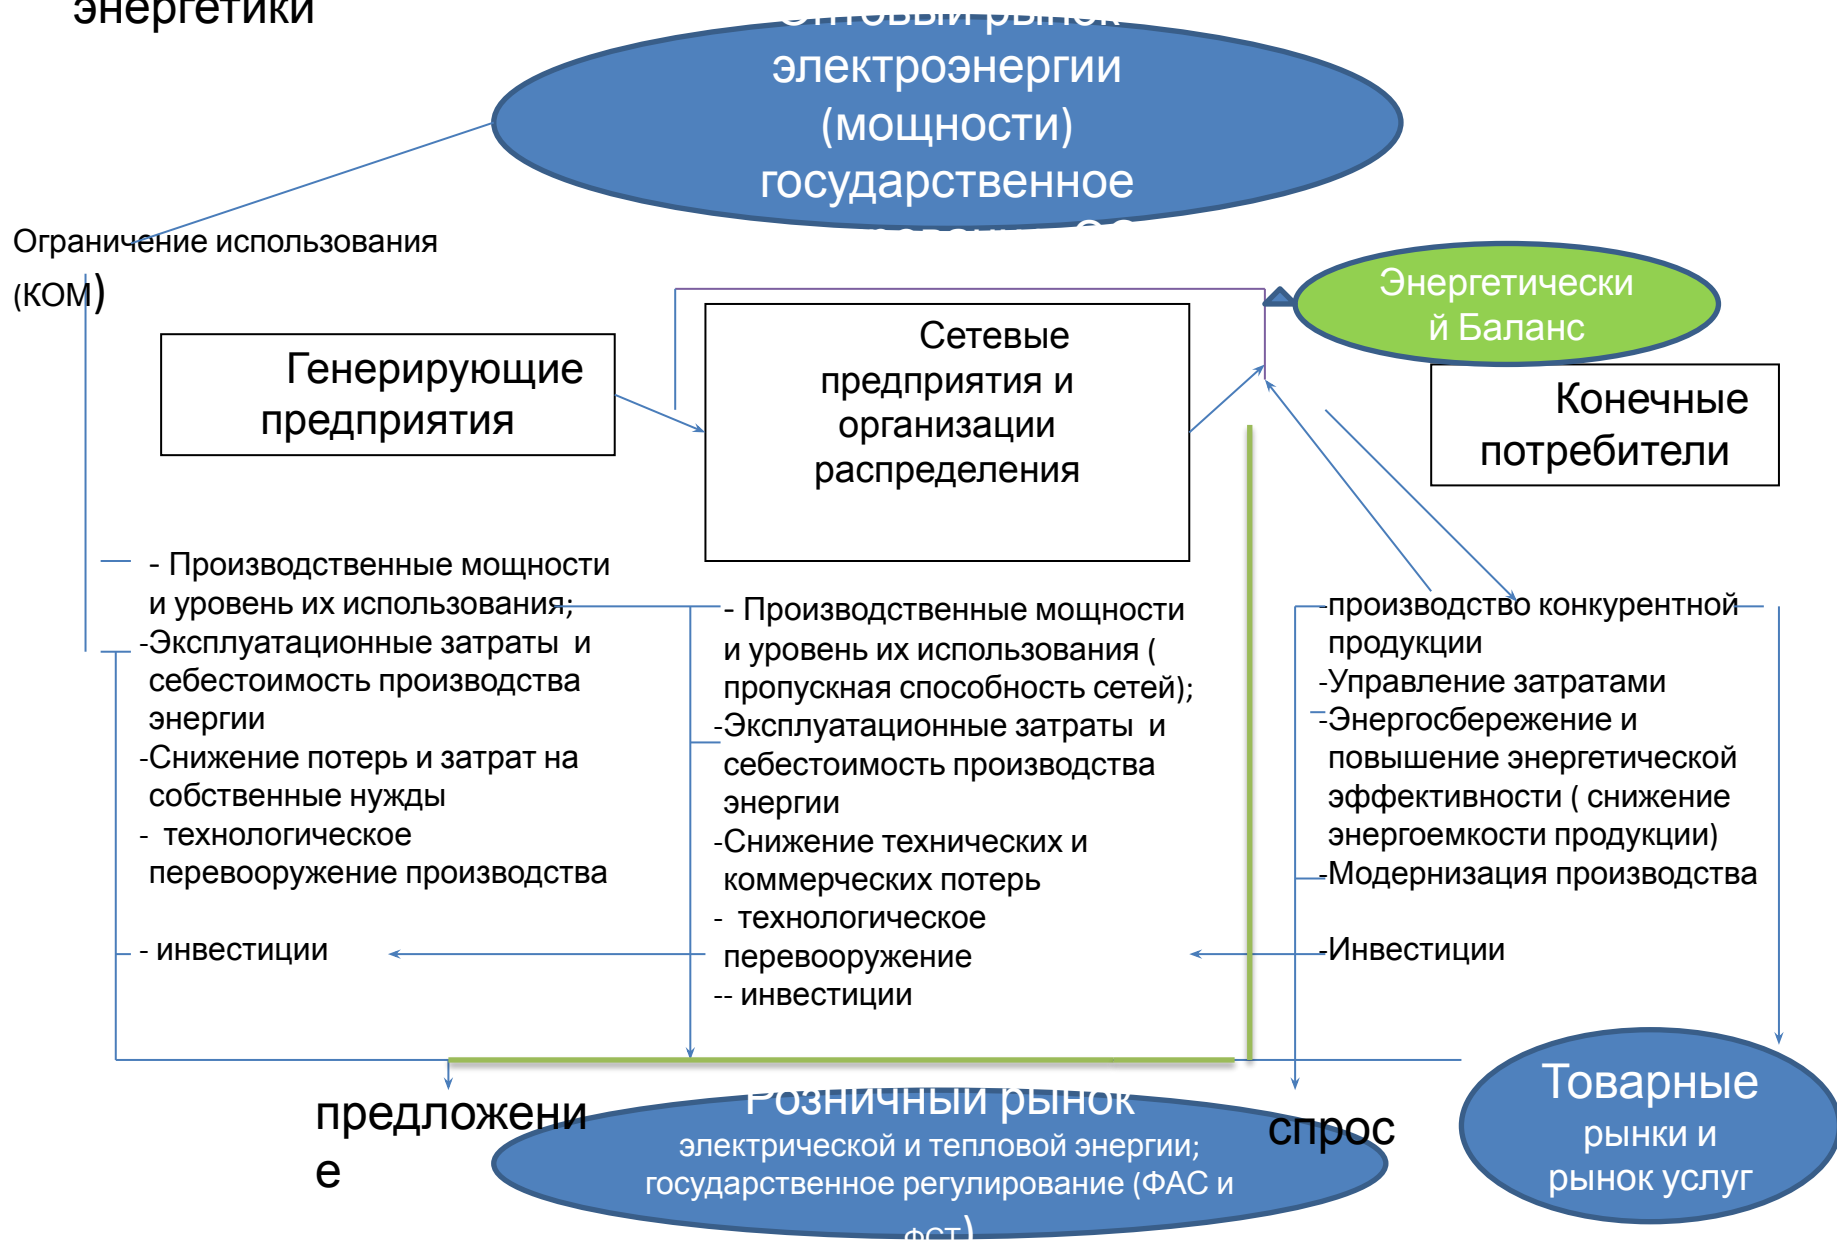 энергетики
Оптовый рынок
электроэнергии
(мощности)
государственное
Ограничение использования
(КОМ)
Энергетически
й Баланс
Генерирующие
предприятия
Сетевые
предприятия и
организации
распределения
Конечные
потребители
- Производственные мощности
и уровень их использования;
-Эксплуатационные затраты и
себестоимость производства
энергии
-Снижение потерь и затрат на
собственные нужды
- технологическое
перевооружение производства
- инвестиции
- Производственные мощности
и уровень их использования (
пропускная способность сетей);
-Эксплуатационные затраты и
себестоимость производства
энергии
-Снижение технических и
коммерческих потерь
- технологическое
перевооружение
-- инвестиции
-производство конкурентной
продукции
-Управление затратами
-Энергосбережение и
повышение энергетической
эффективности ( снижение
энергоемкости продукции)
-Модернизация производства
-Инвестиции
предложени
е
Розничный рынок
электрической и тепловой энергии;
государственное регулирование (ФАС и
ФСТ)
спрос
Товарные
рынки и
рынок услуг